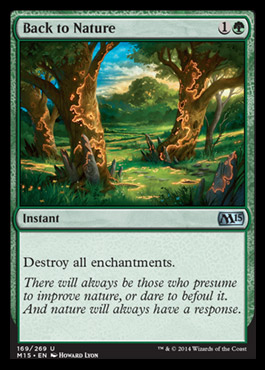 Back to Nature 1
Instant M15
Destroy all enchantments.
There will always be those who presume
to improve nature, or dare to befoul it.
And nature will always have a response.
169/269 U
M15 • EN Howard Lyon
™ & © 2014 Wizards of the Coast